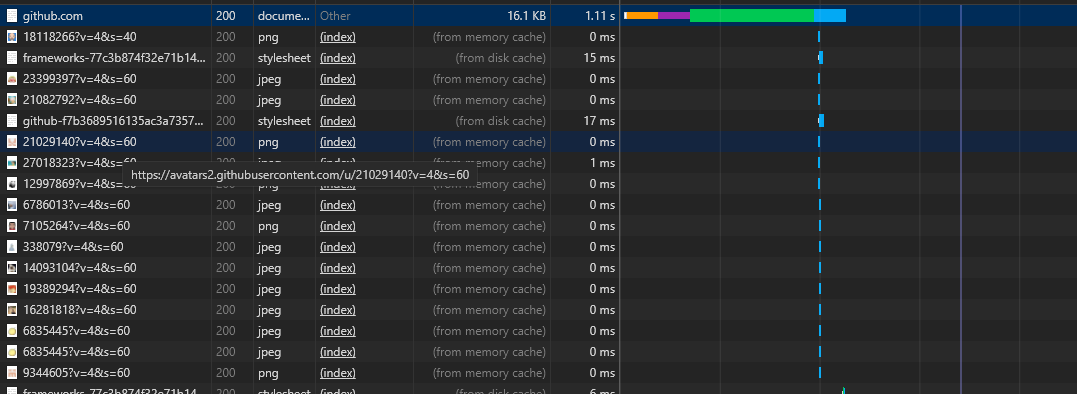 github.com 200 docume... Other 16.1 KB 1.11 s
18118266?v=4&s=40 200 png (index) (from memory cache) 0 ms
frameworks-77c3b874f32e71b14... 200 stylesheet (index) (from disk cache) 15 ms
23399397?v=4&s=60 200 jpeg (index) (from memory cache) 0 ms
21082792?v=4&s=60 200 jpeg (index) (from memory cache) 0 ms
github-f7b3689516135ac3a7357... 200 stylesheet (index) (from disk cache) 17 ms
21029140?v=4&s=60 200 png (index) (from memory cache) 0 ms
27018323?v=4&s=60 200 (index) (from memory cache) 1 ms
https://avatars2.githubusercontent.com/u/21029140?v=4&s=60
12997869?v=4&s=60 200 png (index) (from memory cache) 0 ms
6786013?v=4&s=60 200 jpeg (index) (from memory cache) 0 ms
7105264?v=4&s=60 200 png (index) (from memory cache) 0 ms
338079?v=4&s=60 200 jpeg (index) (from memory cache) 0 ms
14093104?v=4&s=60 200 jpeg (index) (from memory cache) 0 ms
19389294?v=4&s=60 200 jpeg (index) (from memory cache) 0 ms
16281818?v=4&s=60 200 jpeg (index) (from memory cache) 0 ms
6835445?v=4&s=60 200 jpeg (index) (from memory cache) 0 ms
6835445?v=4&s=60 200 jpeg (index) (from memory cache) 0 ms
9344605?v=4&s=60 200 png (index) (from memory cache) 0 ms
frameworks-77c3b874f32e71b14... 200 stylesheet (index) (from disk cache) 6 ms